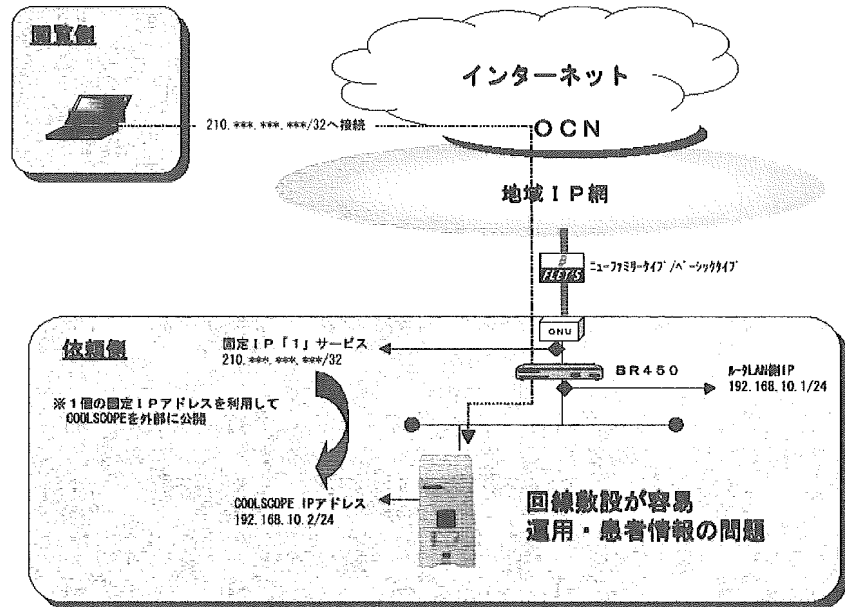 閲覧側
インターネット
OCN
210.***.***.***/32へ接続
地域IP網
B
FLET'S
ニューファミリータイプ/ベーシックタイプ
ONU
依頼側
固定IP「1」サービス
210.***.***.***/32
BR450
ルータLAN側IP
192.168.10.1/24
※1個の固定IPアドレスを利用して
COOLSCOPEを外部に公開
COOLSCOPE IPアドレス
192.168.10.2/24
回線敷設が容易
運用・患者情報の問題